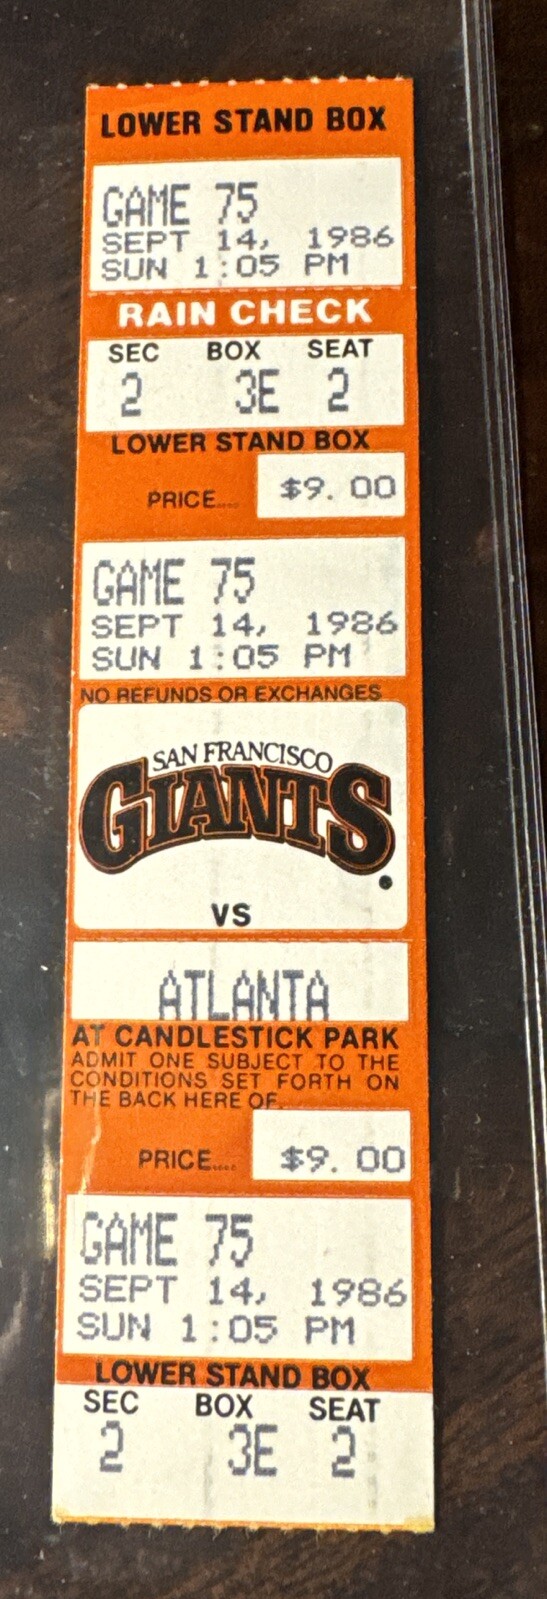 LOWER STAND BOX
GAME 75
SEPT 14, 1986
SUN 1:05 PM
RAIN CHECK
SEC BOX SEAT
2 3E 2
LOWER STAND BOX
PRICE.... $9.00
GAME 75
SEPT 14, 1986
SUN 1:05 PM
NO REFUNDS OR EXCHANGES
SAN FRANCISCO
GIANTS
VS
ATLANTA
AT CANDLESTICK PARK
ADMIT ONE SUBJECT TO THE
CONDITIONS SET FORTH ON
THE BACK HERE OF
PRICE.... $9.00
GAME 75
SEPT 14, 1986
SUN 1:05 PM
LOWER STAND BOX
SEC BOX SEAT
2 3E 2